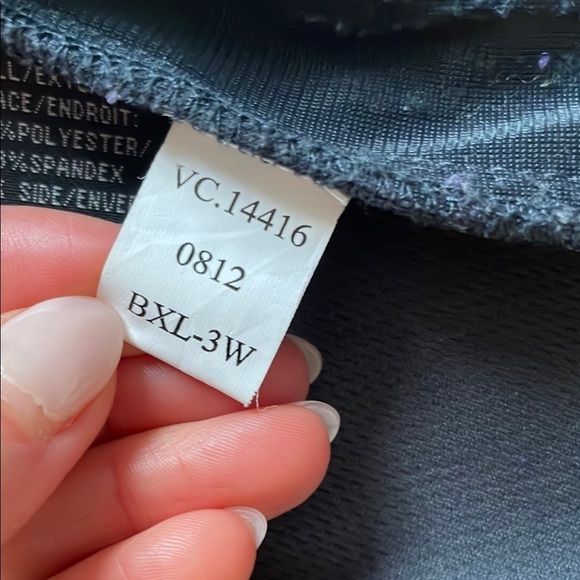 ACE/ENDROIT:
%POLYESTER/
%SPANDEX
SIDE/ENVE
VC.14416
0812
BXL-3W